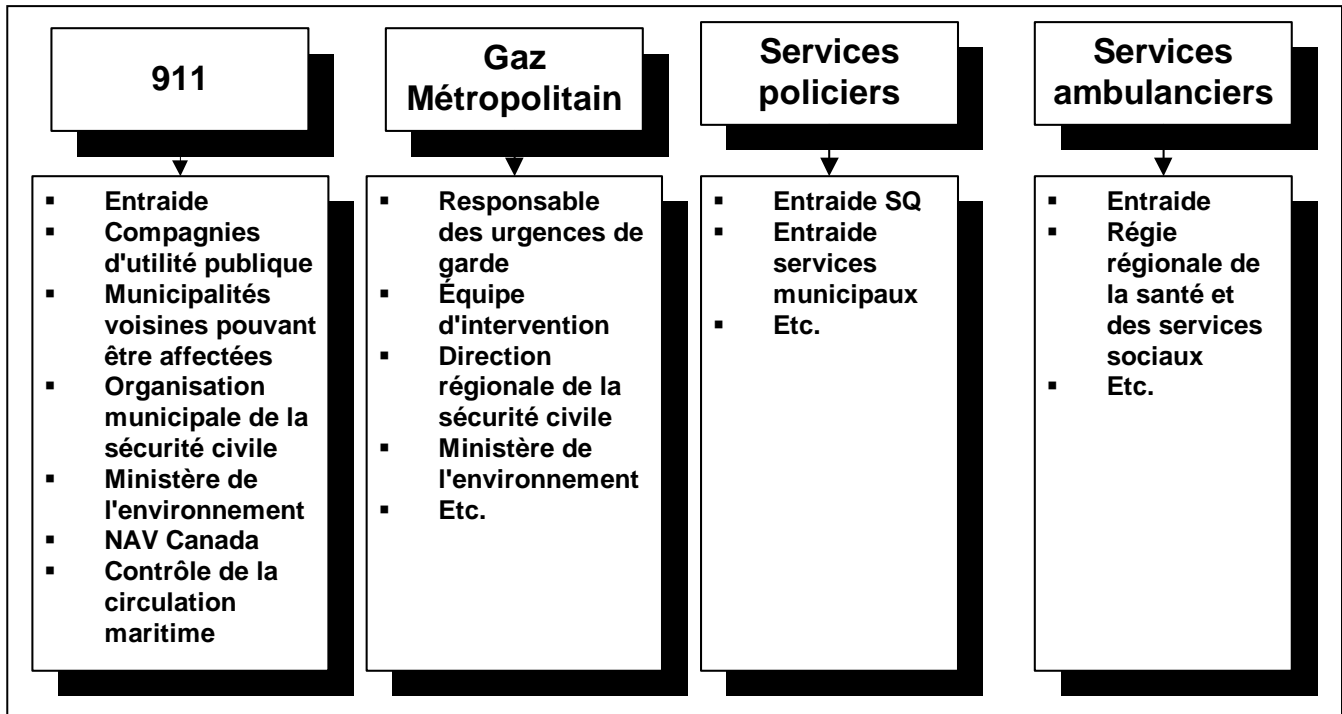 911
▪ Entraide
▪ Compagnies
d'utilité publique
▪ Municipalités
voisines pouvant
être affectées
▪ Organisation
municipale de la
sécurité civile
▪ Ministère de
l'environnement
▪ NAV Canada
▪ Contrôle de la
circulation
maritime
Gaz
Métropolitain
▪ Responsable
des urgences de
garde
▪ Équipe
d'intervention
▪ Direction
régionale de la
sécurité civile
▪ Ministère de
l'environnement
▪ Etc.
Services
policiers
▪ Entraide SQ
▪ Entraide
services
municipaux
▪ Etc.
Services
ambulanciers
▪ Entraide
▪ Régie
régionale de
la santé et
des services
sociaux
▪ Etc.